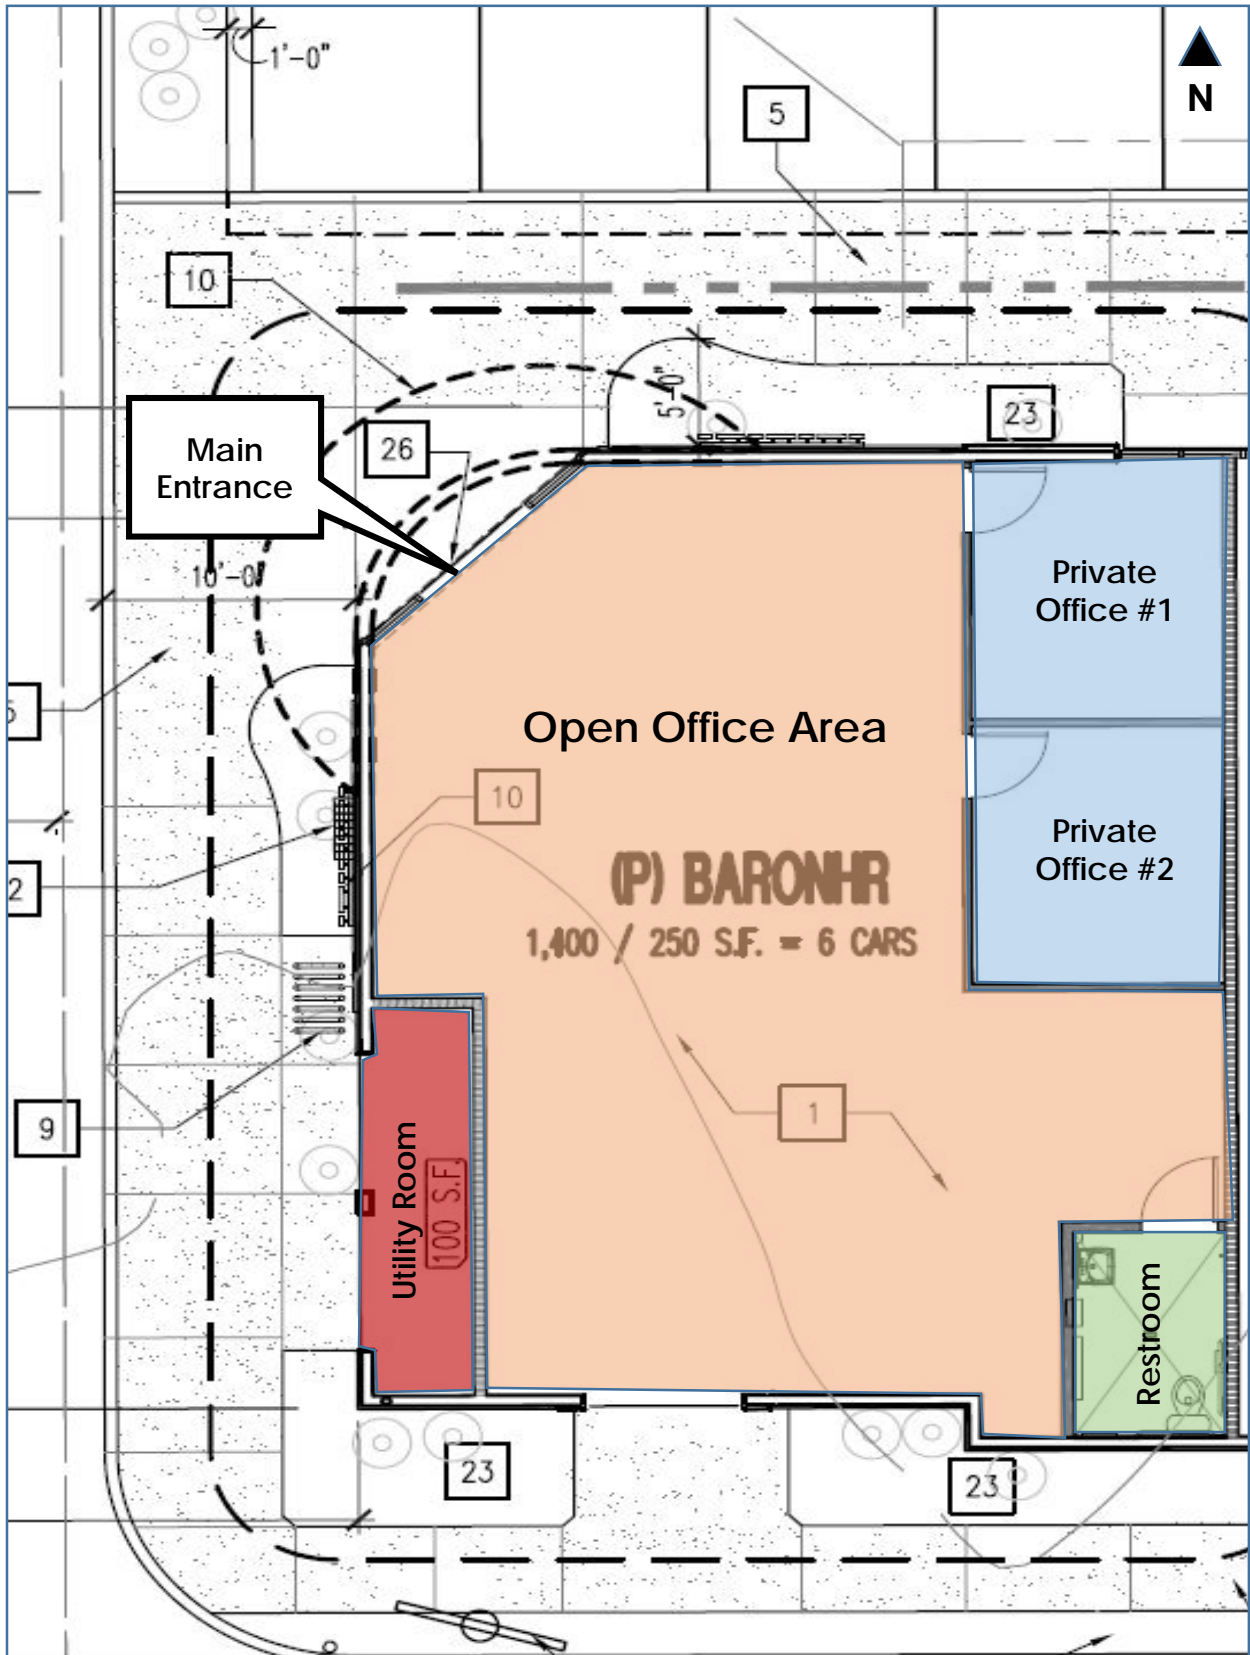 1'-0"
N
5
10
5'-0"
23
Main
Entrance
26
10'-0"
Private
Office #1
Open Office Area
10
Private
Office #2
(P) BARONHR
1,400 / 250 S.F. = 6 CARS
2
1
9
Utility Room
100 S.F.
Restroom
23
23